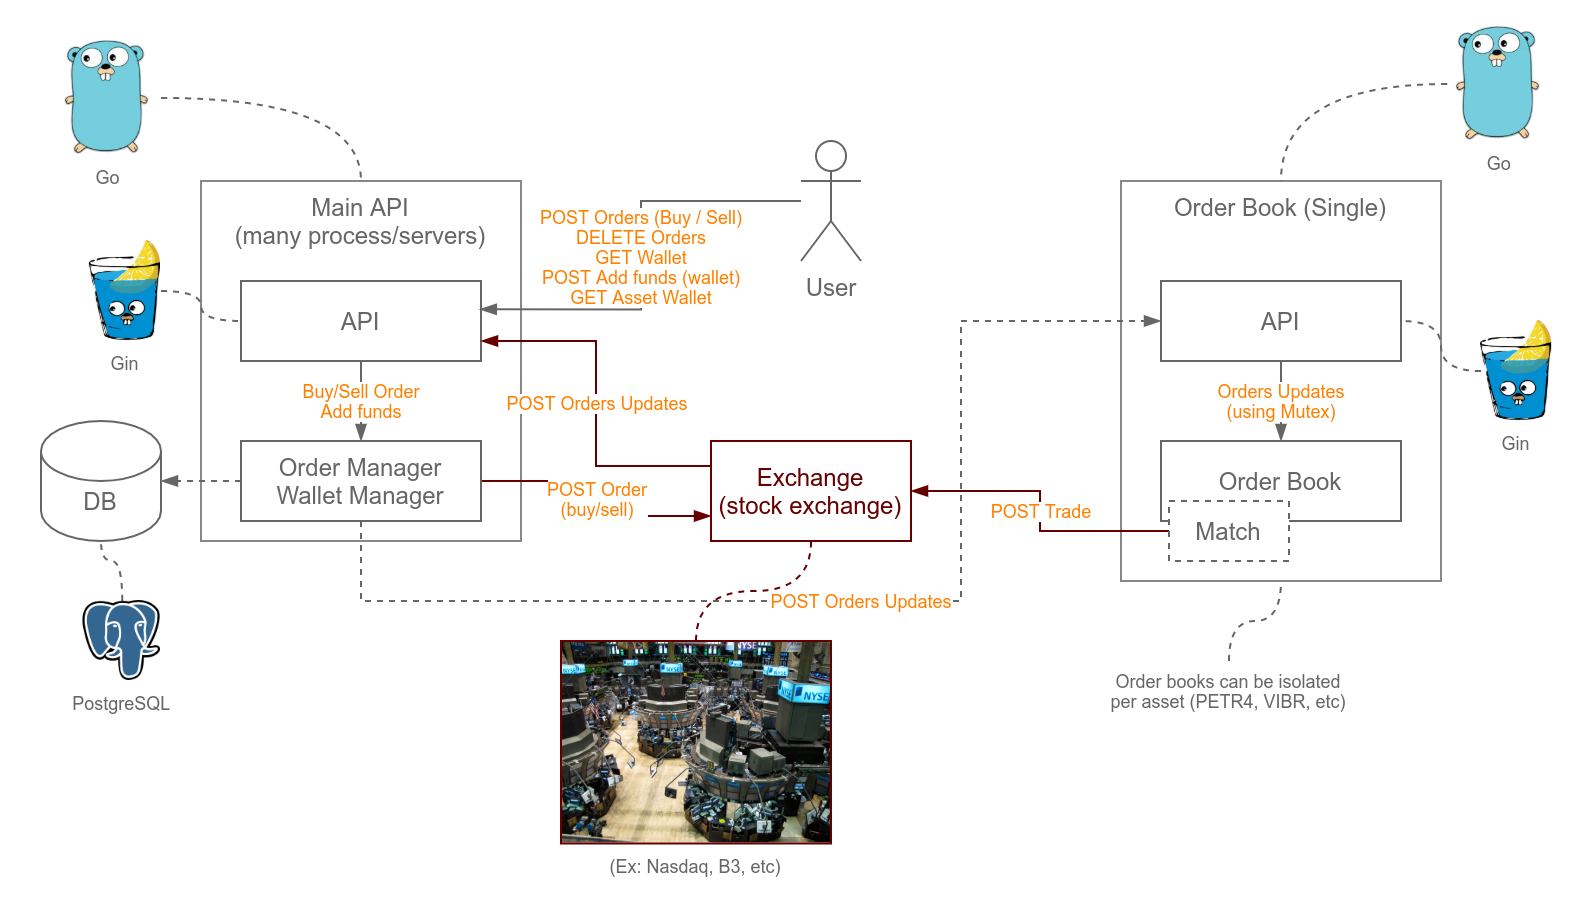 Go
Go
Main API
(many process/servers)
POST Orders (Buy / Sell)
DELETE Orders
GET Wallet
POST Add funds (wallet)
GET Asset Wallet
User
Order Book (Single)
API
API
Gin
Buy/Sell Order
Add funds
POST Orders Updates
Orders Updates
(using Mutex)
Gin
DB
Order Manager
Wallet Manager
POST Order
(buy/sell)
Exchange
(stock exchange)
POST Trade
Order Book
Match
POST Orders Updates
PostgreSQL
NYSE
NYSE
NYSE
NYSE
Order books can be isolated
per asset (PETR4, VIBR, etc)
(Ex: Nasdaq, B3, etc)